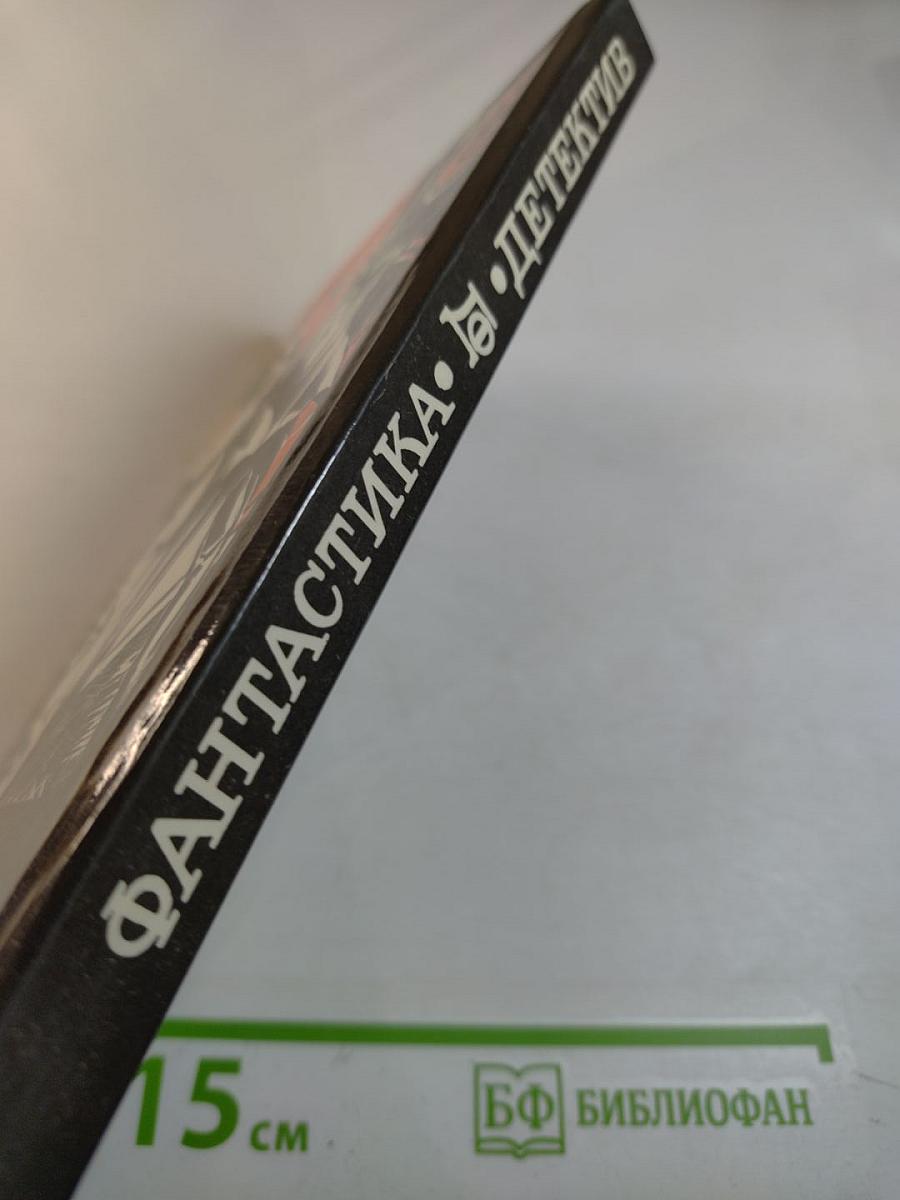 ФАНТАСТИКА • • ДЕТЕКТИВ
15 см
БФ БИБЛИОФАН